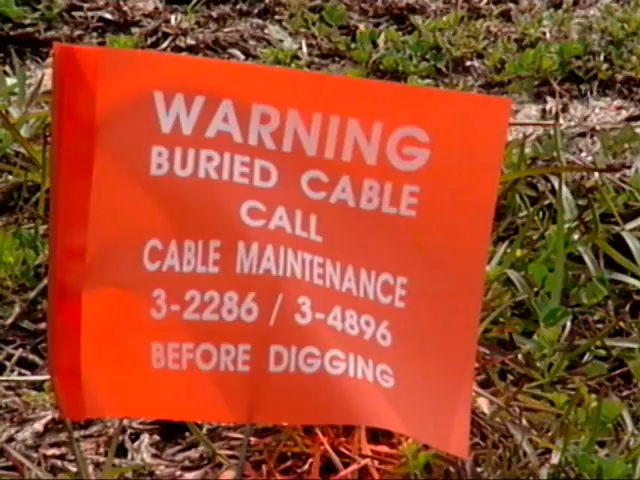 WARNING
BURIED CABLE
CALL
CABLE MAINTENANCE
3-2286 / 3-4896
BEFORE DIGGING